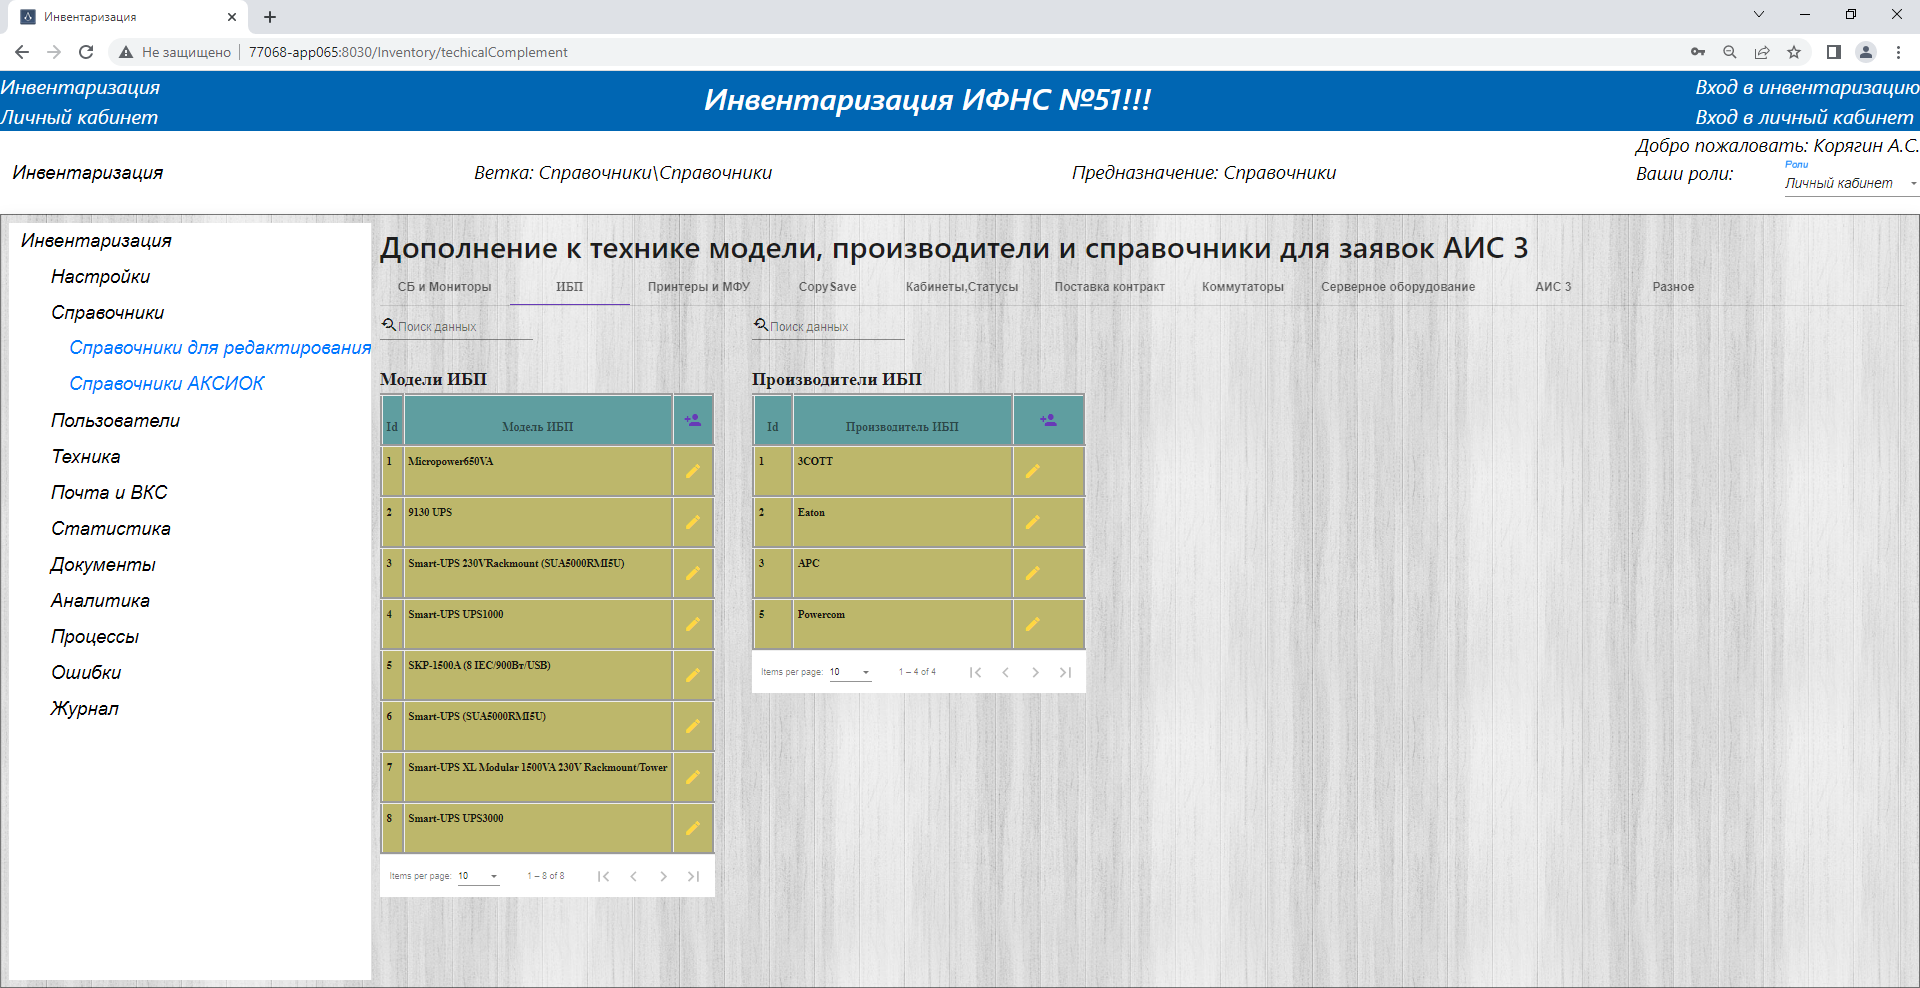 Инвентаризация
Не защищено
77068-app065:8030/Inventory/techicalComplement
Инвентаризация
Личный кабинет
Инвентаризация ИФНС №51!!!
Вход в инвентаризацию
Вход в личный кабинет
Добро пожаловать: Корягин А.С.
Инвентаризация
Ветка: Справочники\Справочники
Предназначение: Справочники
Ваши роли:
Роли
Личный кабинет
Инвентаризация
Настройки
Справочники
Справочники для редактирования
Справочники АКСИОК
Пользователи
Техника
Почта и ВКС
Статистика
Документы
Аналитика
Процессы
Ошибки
Журнал
Дополнение к технике модели, производители и справочники для заявок АИС 3
СБ и Мониторы ИБП Принтеры и МФУ CopySave Кабинеты,Статусы Поставка контракт Коммутаторы Серверное оборудование АИС 3 Разное
Поиск данных
Модели ИБП
Id Модель ИБП
1 Micropower650VA
2 9130 UPS
3 Smart-UPS 230VRackmount (SUA5000RMI5U)
4 Smart-UPS UPS1000
5 SKP-1500A (8 IEC/900Вт/USB)
6 Smart-UPS (SUA5000RMI5U)
7 Smart-UPS XL Modular 1500VA 230V Rackmount/Tower
8 Smart-UPS UPS3000
Items per page: 10 1 – 8 of 8
Поиск данных
Производители ИБП
Id Производитель ИБП
1 3COTT
2 Eaton
3 APC
5 Powercom
Items per page: 10 1 – 4 of 4